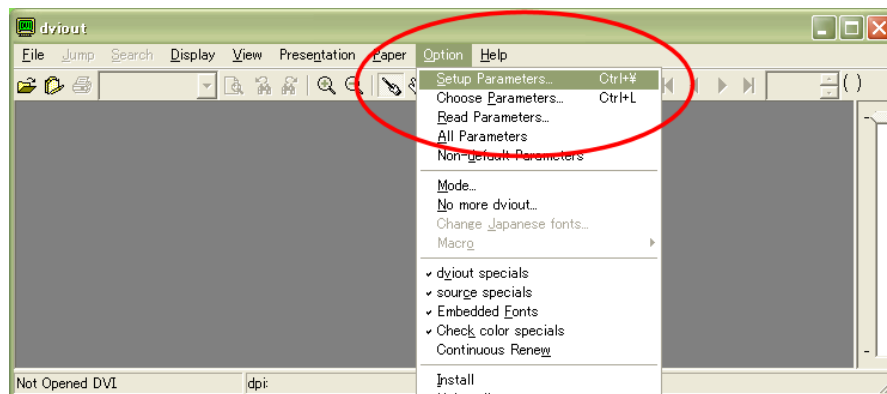 dviout
File Jump Search Display View Presentation Paper Option Help
Setup Parameters... Ctrl+¥
Choose Parameters... Ctrl+L
Read Parameters...
All Parameters
Non-default Parameters
Mode...
No more dviout...
Change Japanese fonts...
Macro
dviout specials
source specials
Embedded Fonts
Check color specials
Continuous Renew
Install
Not Opened DVI dpi: